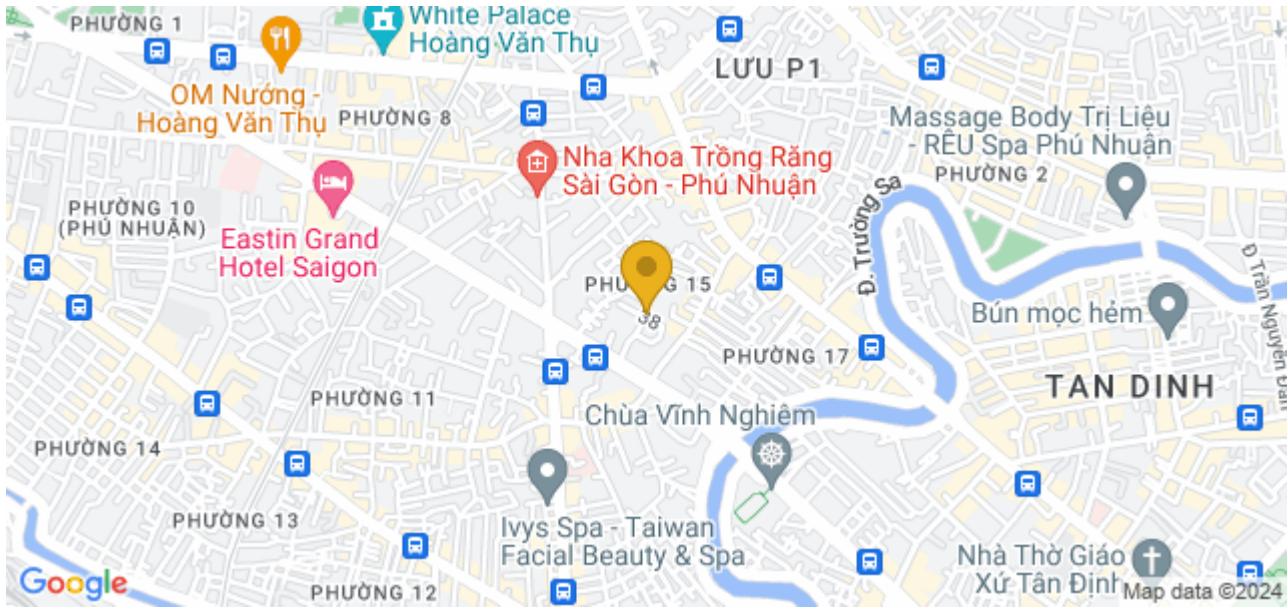 PHƯỜNG 1
White Palace
Hoàng Văn Thụ
LƯU P1
OM Nướng -
Hoàng Văn Thụ
PHƯỜNG 8
Massage Body Trị Liệu
- RÊU Spa Phú Nhuận
Nha Khoa Trồng Răng
Sài Gòn - Phú Nhuận
PHƯỜNG 2
Đ. Trường Sa
PHƯỜNG 10
(PHÚ NHUẬN)
Eastin Grand
Hotel Saigon
15
38
Bún mọc hẻm
PHƯỜNG 17
TAN DINH
PHƯỜNG 11
Chùa Vĩnh Nghiêm
PHƯỜNG 14
PHƯỜNG 13
Ivys Spa - Taiwan
Facial Beauty & Spa
Nhà Thờ Giáo
Xứ Tân Định
PHƯỜNG 12
Google
Map data ©2024
Đ Trần Nguyên